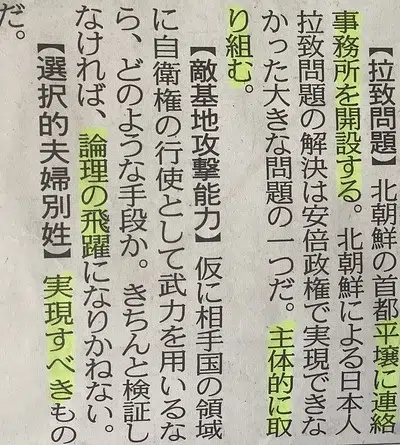 【拉致問題】北朝鮮の首都平壌に連絡
事務所を開設する。北朝鮮による日本人
拉致問題の解決は安倍政権で実現できな
かった大きな問題の一つだ。主体的に取
り組む。
【敵基地攻撃能力】仮に相手国の領域
に自衛権の行使として武力を用いるな
ら、どのような手段か。きちんと検証し
なければ、論理の飛躍になりかねない。
【選択的夫婦別姓】実現すべきもの
だ。